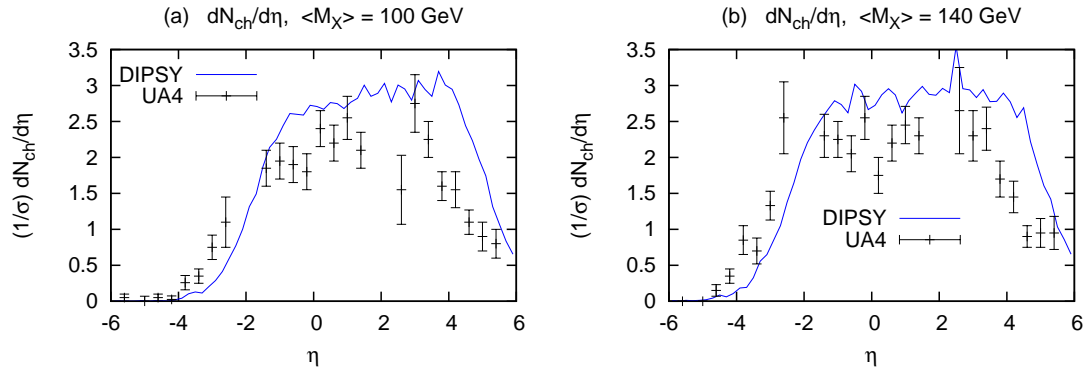 (a) dN_ch/dη, <M_X> = 100 GeV
(1/σ) dN_ch/dη
3.5
3
2.5
2
1.5
1
0.5
0
DIPSY
UA4
-6 -4 -2 0 2 4 6
η
(b) dN_ch/dη, <M_X> = 140 GeV
(1/σ) dN_ch/dη
3.5
3
2.5
2
1.5
1
0.5
0
DIPSY
UA4
-6 -4 -2 0 2 4 6
η